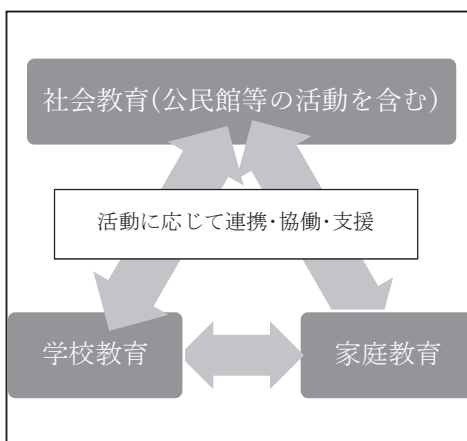 社会教育(公民館等の活動を含む)
活動に応じて連携・協働・支援
学校教育
家庭教育